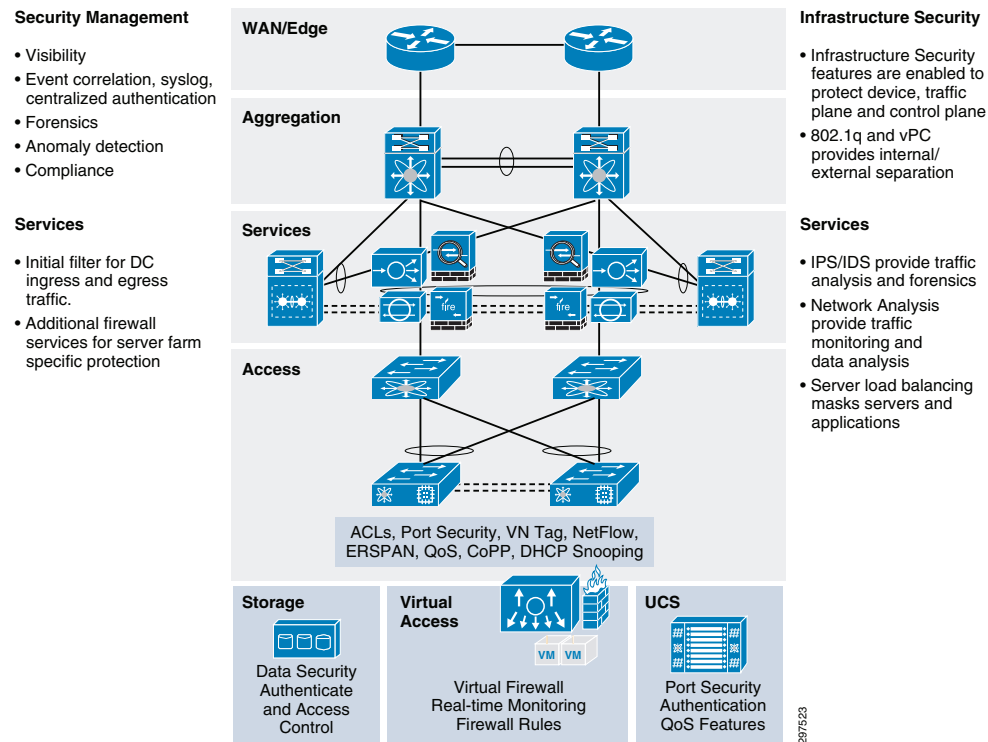 Security Management
• Visibility
• Event correlation, syslog,
centralized authentication
• Forensics
• Anomaly detection
• Compliance
Services
• Initial filter for DC
ingress and egress
traffic.
• Additional firewall
services for server farm
specific protection
WAN/Edge
Aggregation
Services
fire
fire
Access
ACLs, Port Security, VN Tag, NetFlow,
ERSPAN, QoS, CoPP, DHCP Snooping
Storage
Data Security
Authenticate
and Access
Control
Virtual
Access
VM VM
Virtual Firewall
Real-time Monitoring
Firewall Rules
UCS
Port Security
Authentication
QoS Features
Infrastructure Security
• Infrastructure Security
features are enabled to
protect device, traffic
plane and control plane
• 802.1q and vPC
provides internal/
external separation
Services
• IPS/IDS provide traffic
analysis and forensics
• Network Analysis
provide traffic
monitoring and
data analysis
• Server load balancing
masks servers and
applications
297523